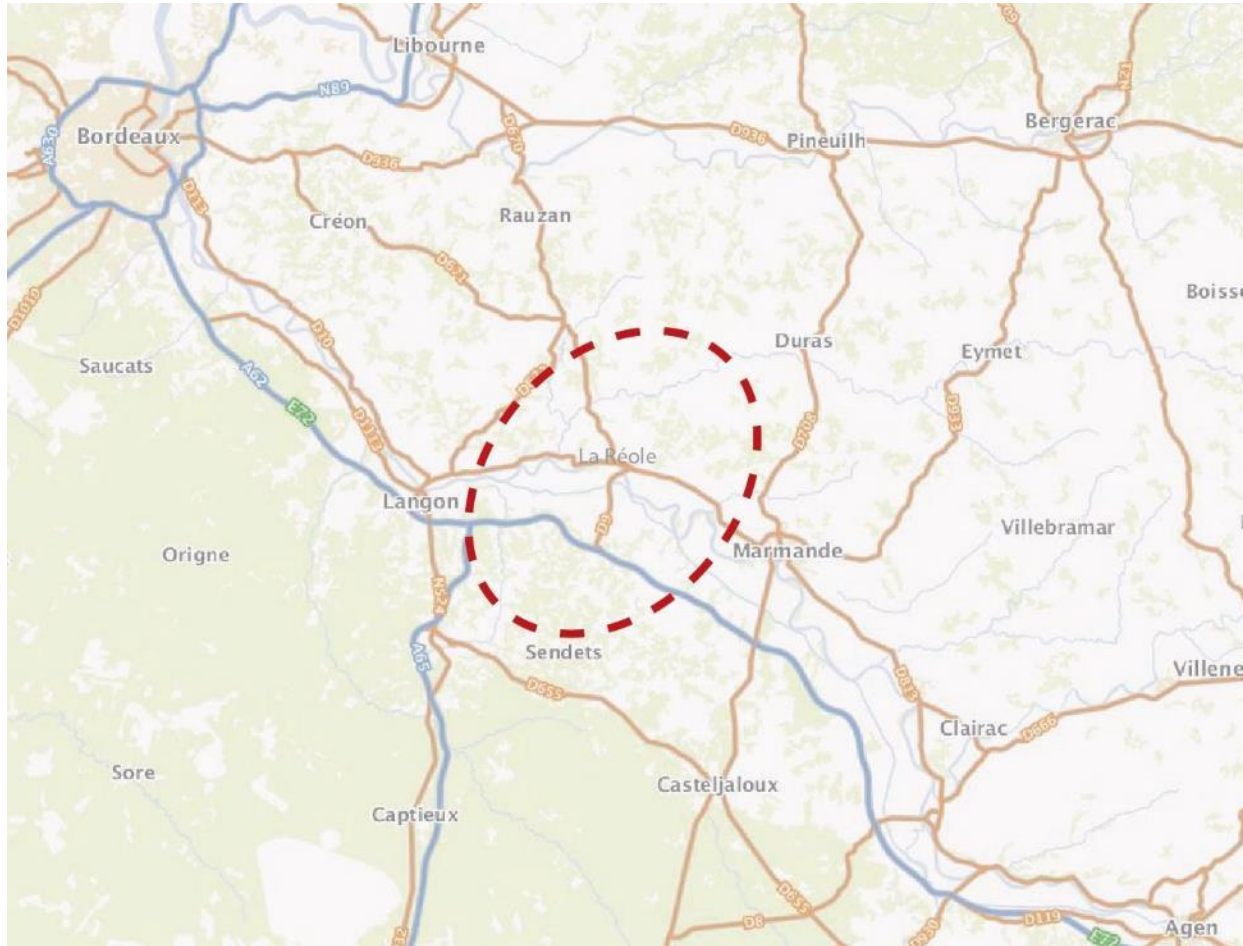 Libourne
N89
N21
Bordeaux
A630
D670
D936
D936
Pineuilh
Bergerac
D113
Créon
Rauzan
D671
D1010
D10
Boisse
Saucats
A62
E72
D1113
Duras
Eymet
D933
D708
La Réole
Langon
D9
Marmande
Villebramar
Origne
N524
Sendets
A65
D655
D813
Villene
Clairac
D666
Sore
Casteljaloux
Captieux
D655
D8
D930
D119
E72
Agen